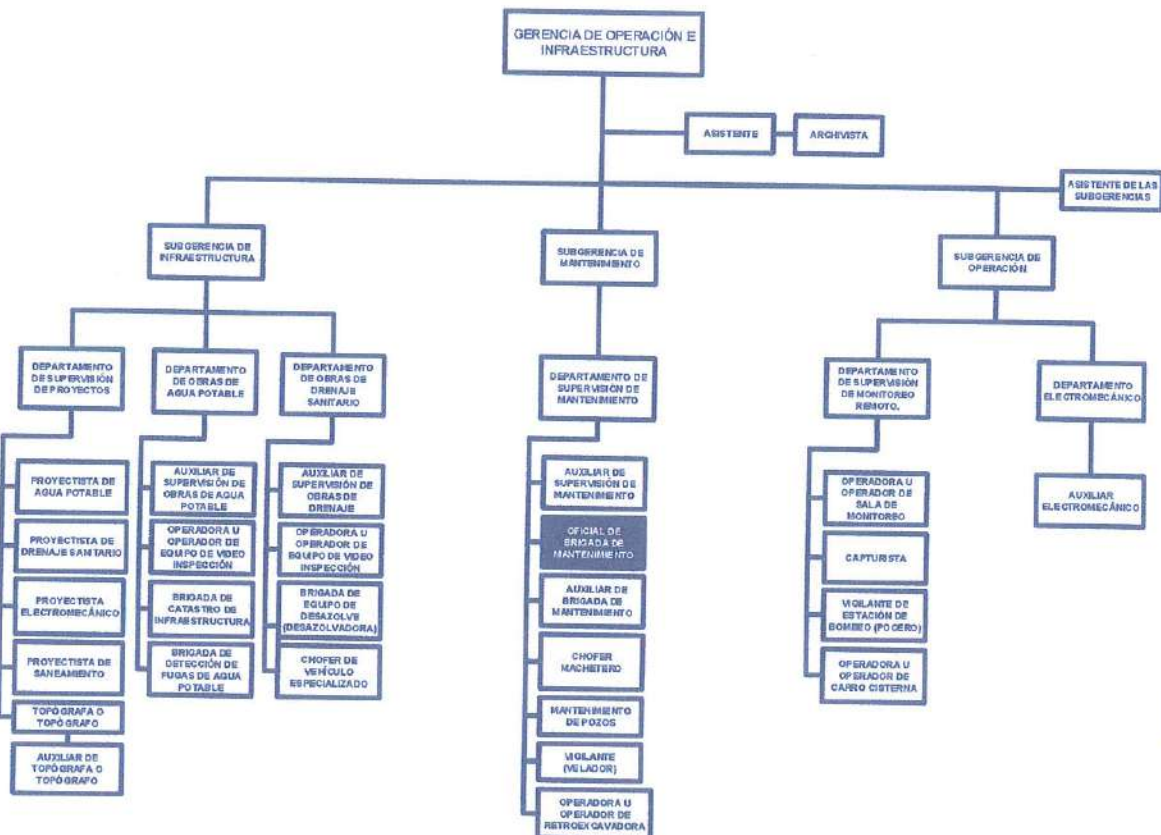 GERENCIA DE OPERACIÓN E
INFRAESTRUCTURA
ASISTENTE
ARCHIVISTA
ASISTENTE DE LAS
SUBGERENCIAS
SUBGERENCIA DE
INFRAESTRUCTURA
SUBGERENCIA DE
MANTENIMIENTO
SUBGERENCIA DE
OPERACIÓN
DEPARTAMENTO
DE SUPERVISIÓN
DE PROYECTOS
DEPARTAMENTO
DE OBRAS DE
AGUA POTABLE
DEPARTAMENTO
DE OBRAS DE
DRENAJE
SANITARIO
DEPARTAMENTO DE
SUPERVISIÓN DE
MANTENIMIENTO
DEPARTAMENTO
DE SUPERVISIÓN
DE MONITOREO
REMOTO.
DEPARTAMENTO
ELECTROMECÁNICO
PROYECTISTA DE
AGUA POTABLE
PROYECTISTA DE
DRENAJE SANITARIO
PROYECTISTA
ELECTROMECÁNICO
PROYECTISTA DE
SANEAMIENTO
TOPÓGRAFA O
TOPÓGRAFO
AUXILIAR DE
TOPÓGRAFA O
TOPÓGRAFO
AUXILIAR DE
SUPERVISIÓN DE
OBRAS DE AGUA
POTABLE
OPERADORA U
OPERADOR DE
EQUIPO DE VIDEO
INSPECCIÓN
BRIGADA DE
CATASTRO DE
INFRAESTRUCTURA
BRIGADA DE
DETECCIÓN DE
FUGAS DE AGUA
POTABLE
AUXILIAR DE
SUPERVISIÓN DE
OBRAS DE
DRENAJE
OPERADORA U
OPERADOR DE
EQUIPO DE VIDEO
INSPECCIÓN
BRIGADA DE
EQUIPO DE
DESAZOLVE
(DESAZOLVADORA)
CHOFER DE
VEHÍCULO
ESPECIALIZADO
AUXILIAR DE
SUPERVISIÓN DE
MANTENIMIENTO
OFICIAL DE
BRIGADA DE
MANTENIMIENTO
AUXILIAR DE
BRIGADA DE
MANTENIMIENTO
CHOFER
MACHETERO
MANTENIMIENTO
DE POZOS
VIGILANTE
(VELADOR)
OPERADORA U
OPERADOR DE
RETROEXCAVADORA
OPERADORA U
OPERADOR DE
SALA DE
MONITOREO
CAPTURISTA
VIGILANTE DE
ESTACIÓN DE
BOMBEO (POCERO)
OPERADORA U
OPERADOR DE
CARRO CISTERNA
AUXILIAR
ELECTROMECÁNICO